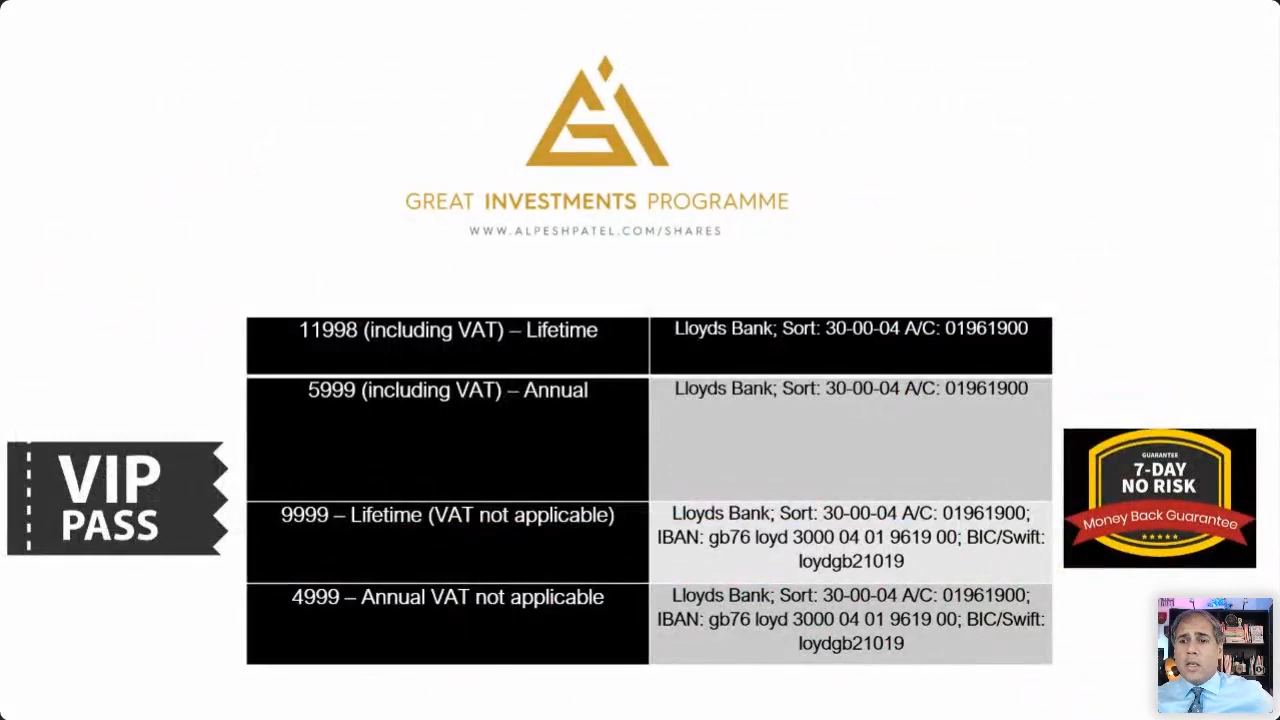 GREAT INVESTMENTS PROGRAMME
WWW.ALPESHPATEL.COM/SHARES
11998 (including VAT) – Lifetime
Lloyds Bank; Sort: 30-00-04 A/C: 01961900
5999 (including VAT) – Annual
Lloyds Bank; Sort: 30-00-04 A/C: 01961900
9999 – Lifetime (VAT not applicable)
Lloyds Bank; Sort: 30-00-04 A/C: 01961900;
IBAN: gb76 loyd 3000 04 01 9619 00; BIC/Swift:
loydgb21019
4999 – Annual VAT not applicable
Lloyds Bank; Sort: 30-00-04 A/C: 01961900;
IBAN: gb76 loyd 3000 04 01 9619 00; BIC/Swift:
loydgb21019
VIP
PASS
GUARANTEE
7-DAY
NO RISK
Money Back Guarantee